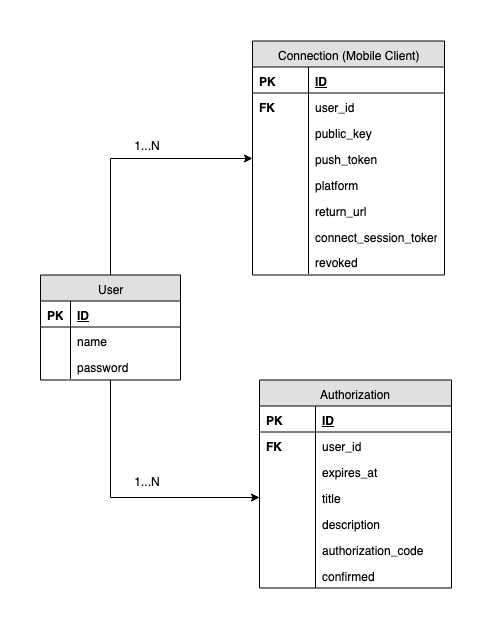 Connection (Mobile Client)
PK ID
FK user_id
public_key
push_token
platform
return_url
connect_session_toker
revoked
1...N
User
PK ID
name
password
1...N
Authorization
PK ID
FK user_id
expires_at
title
description
authorization_code
confirmed